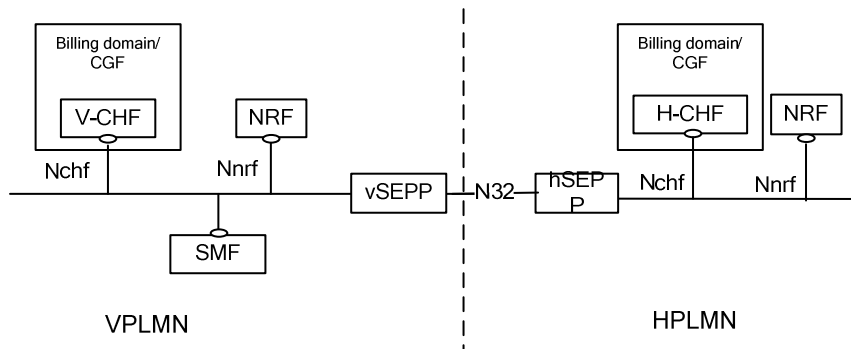 Billing domain/
CGF
V-CHF
NRF
Nchf
Nnrf
vSEPP
SMF
VPLMN
N32
Billing domain/
CGF
H-CHF
NRF
hSEP
P
Nchf
Nnrf
HPLMN